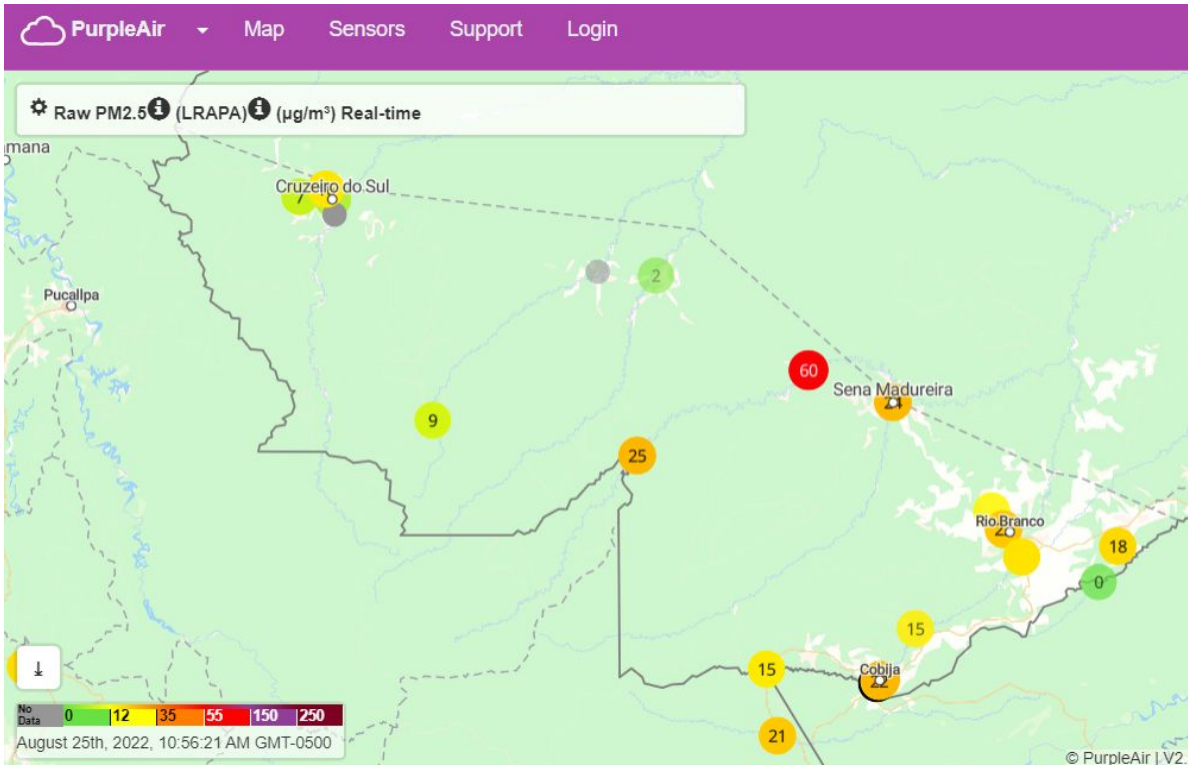 PurpleAir Map Sensors Support Login
Raw PM2.5 (LRAPA) (µg/m³) Real-time
Cruzeiro do Sul
7
2
Pucallpa
60
Sena Madureira
9
25
Rio Branco
18
0
15
15
Cobija
22
21
No Data 0 12 35 55 150 250
August 25th, 2022, 10:56:21 AM GMT-0500
© PurpleAir | V2.